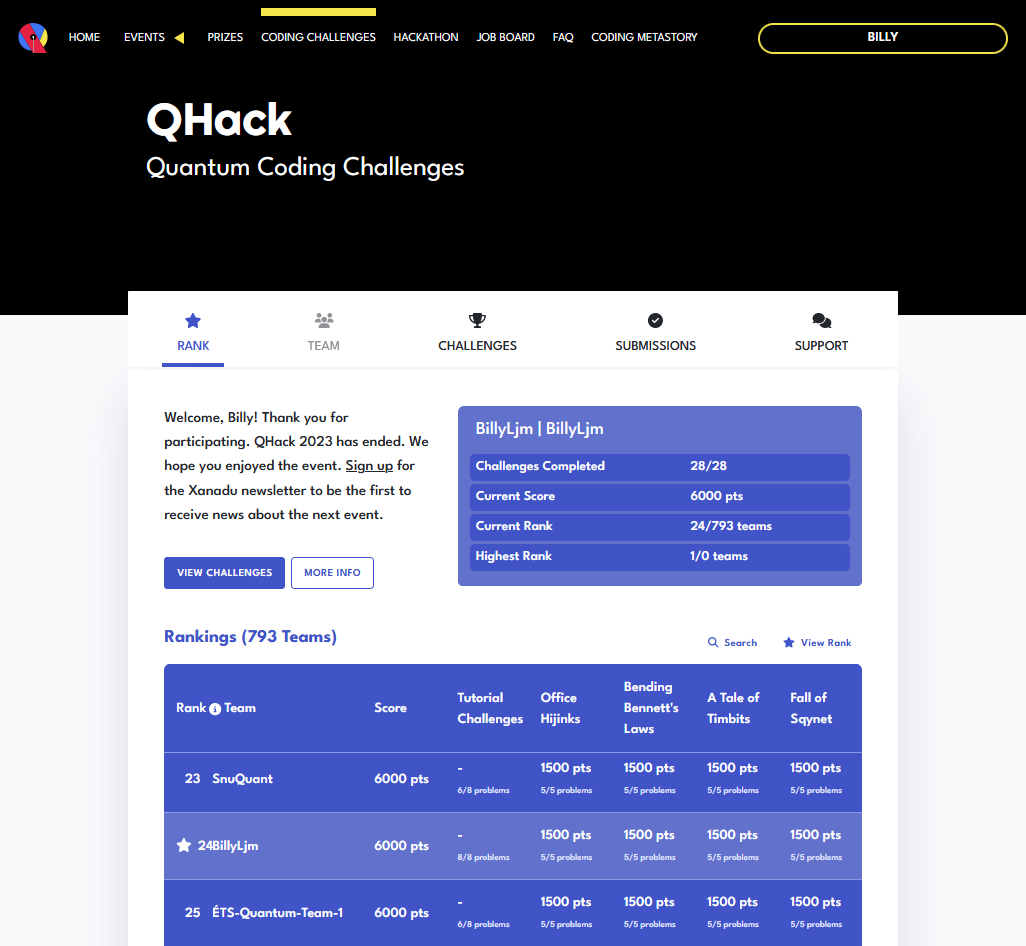 HOME EVENTS PRIZES CODING CHALLENGES HACKATHON JOB BOARD FAQ CODING METASTORY BILLY
QHack
Quantum Coding Challenges
RANK TEAM CHALLENGES SUBMISSIONS SUPPORT
Welcome, Billy! Thank you for
participating. QHack 2023 has ended. We
hope you enjoyed the event. Sign up for
the Xanadu newsletter to be the first to
receive news about the next event.
VIEW CHALLENGES MORE INFO
BillyLjm | BillyLjm
Challenges Completed 28/28
Current Score 6000 pts
Current Rank 24/793 teams
Highest Rank 1/0 teams
Rankings (793 Teams)
Search View Rank
Rank Team Score Tutorial Challenges Office Hijinks Bending Bennett's Laws A Tale of Timbits Fall of Sqynet
23 SnuQuant 6000 pts - 1500 pts 1500 pts 1500 pts 1500 pts
6/8 problems 5/5 problems 5/5 problems 5/5 problems 5/5 problems
24 BillyLjm 6000 pts - 1500 pts 1500 pts 1500 pts 1500 pts
8/8 problems 5/5 problems 5/5 problems 5/5 problems 5/5 problems
25 ÉTS-Quantum-Team-1 6000 pts - 1500 pts 1500 pts 1500 pts 1500 pts
6/8 problems 5/5 problems 5/5 problems 5/5 problems 5/5 problems